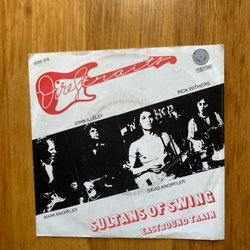 Dire Straits
JOHN ILLSLEY
PICK WITHERS
MARK KNOPFLER
DAVID KNOPFLER
SULTANS OF SWING
EASTBOUND TRAIN